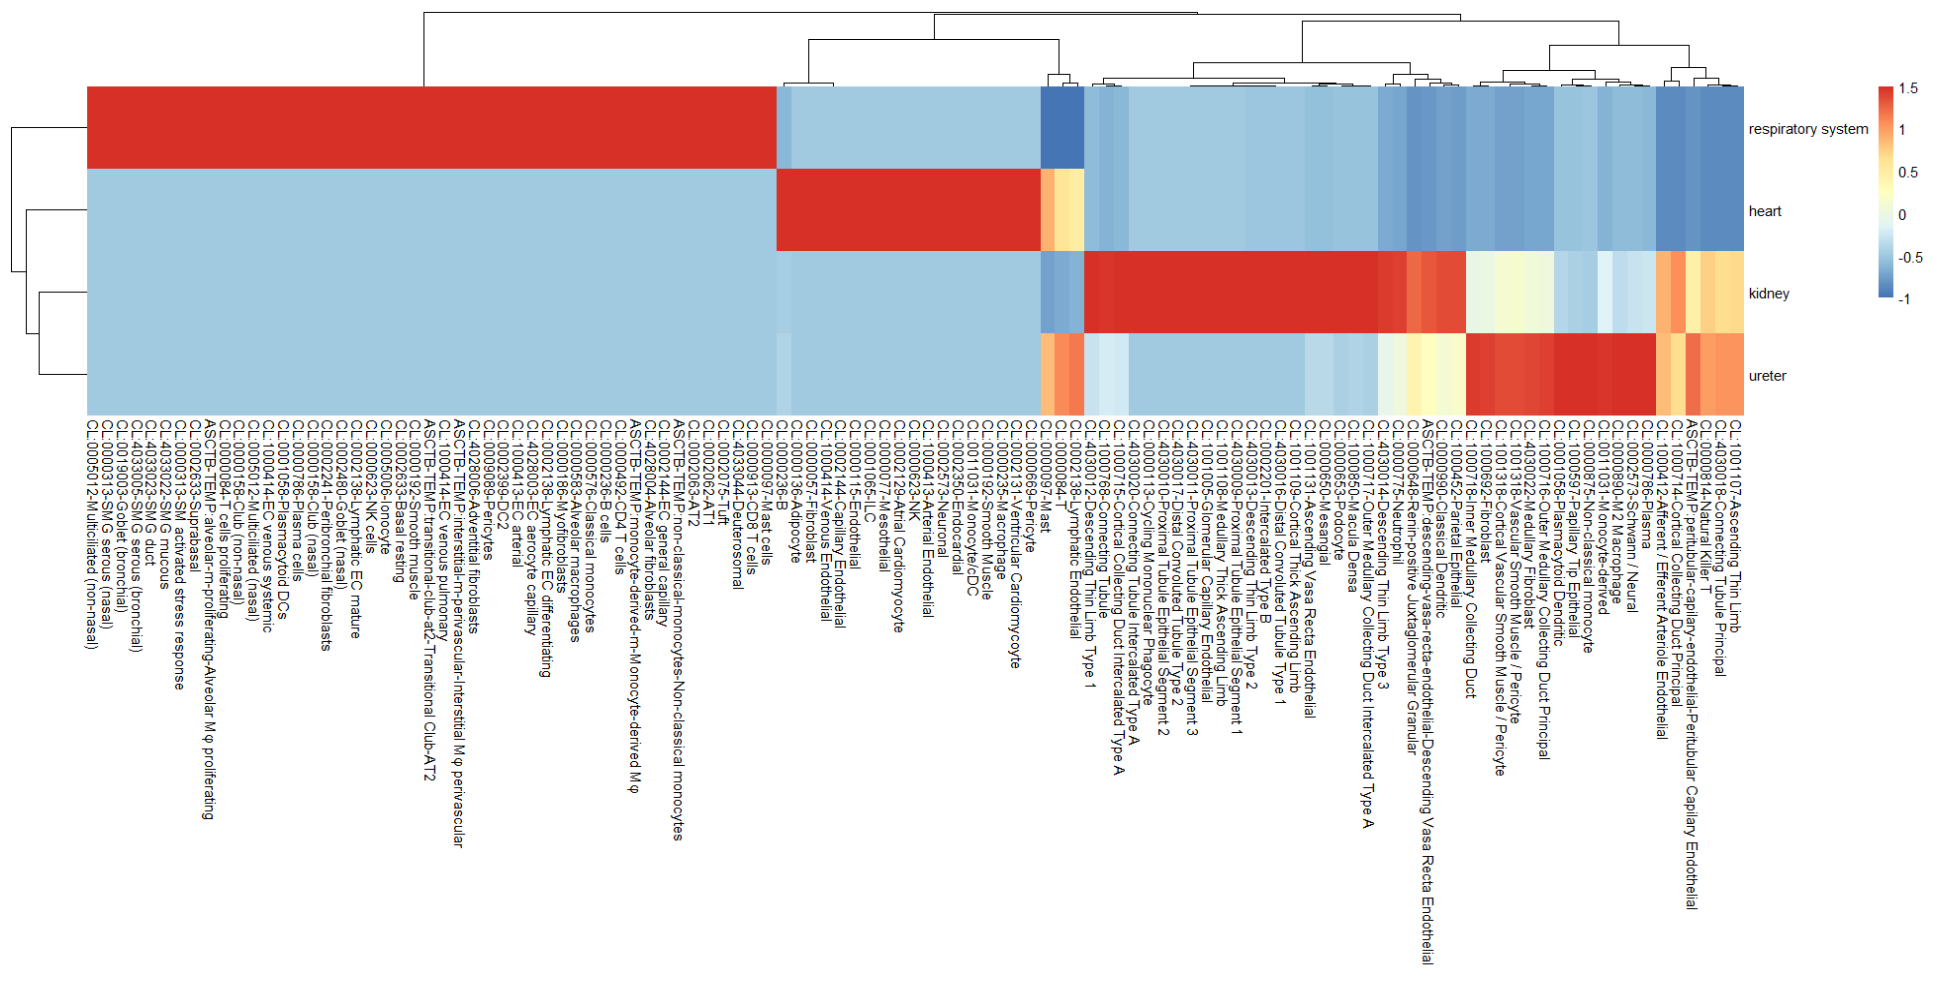 1.5
1
0.5
0
-0.5
-1
respiratory system
heart
kidney
ureter
CL:0005012-Multiciliated (non-nasal)
CL:0000313-SMG serous (nasal)
CL:0019003-Goblet (bronchial)
CL:4033005-SMG serous (bronchial)
CL:4033023-SMG duct
CL:4033022-SMG mucous
CL:0000313-SM activated stress response
CL:0002633-Suprabasal
ASCTB-TEMP:alveolar-m-proliferating-Alveolar Mφ proliferating
CL:0000084-T cells proliferating
CL:0000158-Club (non-nasal)
CL:0005012-Multiciliated (nasal)
CL:1000414-EC venous systemic
CL:0001058-Plasmacytoid DCs
CL:0000786-Plasma cells
CL:0000158-Club (nasal)
CL:0002241-Peribronchial fibroblasts
CL:0002480-Goblet (nasal)
CL:0002138-Lymphatic EC mature
CL:0000623-NK cells
CL:0005006-Ionocyte
CL:0002633-Basal resting
CL:0000192-Smooth muscle
ASCTB-TEMP:transitional-club-at2-Transitional Club-AT2
CL:1000414-EC venous pulmonary
ASCTB-TEMP:interstitial-m-perivascular-Interstitial Mφ perivascular
CL:4028006-Adventitial fibroblasts
CL:0009089-Pericytes
CL:0002399-DC2
CL:1000413-EC arterial
CL:4028003-EC aerocyte capillary
CL:0002138-Lymphatic EC differentiating
CL:0000186-Myofibroblasts
CL:0000583-Alveolar macrophages
CL:0000576-Classical monocytes
CL:0000236-B cells
CL:0000492-CD4 T cells
ASCTB-TEMP:monocyte-derived-m-Monocyte-derived Mφ
CL:4028004-Alveolar fibroblasts
CL:0002144-EC general capillary
ASCTB-TEMP:non-classical-monocytes-Non-classical monocytes
CL:0002063-AT2
CL:0002062-AT1
CL:0002075-Tuft
CL:4033044-Deuterosomal
CL:0000913-CD8 T cells
CL:0000097-Mast cells
CL:0000236-B
CL:0000136-Adipocyte
CL:0000057-Fibroblast
CL:1000414-Venous Endothelial
CL:0002144-Capillary Endothelial
CL:0000115-Endothelial
CL:0001065-ILC
CL:0000077-Mesothelial
CL:0002129-Atrial Cardiomyocyte
CL:0000623-NK
CL:1000413-Arterial Endothelial
CL:0002573-Neuronal
CL:0002350-Endocardial
CL:0011031-Monocyte/cDC
CL:0000192-Smooth Muscle
CL:0000235-Macrophage
CL:0002131-Ventricular Cardiomyocyte
CL:0000669-Pericyte
CL:0000097-Mast
CL:0000084-T
CL:0002138-Lymphatic Endothelial
CL:4030012-Descending Thin Limb Type 1
CL:1000768-Connecting Tubule
CL:1000715-Cortical Collecting Duct Intercalated Type A
CL:4030020-Connecting Tubule Intercalated Type A
CL:0000113-Cycling Mononuclear Phagocyte
CL:4030010-Proximal Tubule Epithelial Segment 2
CL:4030017-Distal Convoluted Tubule Type 2
CL:4030011-Proximal Tubule Epithelial Segment 3
CL:1001005-Glomerular Capillary Endothelial
CL:1001108-Medullary Thick Ascending Limb
CL:4030009-Proximal Tubule Epithelial Segment 1
CL:4030013-Descending Thin Limb Type 2
CL:0002201-Intercalated Type B
CL:4030016-Distal Convoluted Tubule Type 1
CL:1001109-Cortical Thick Ascending Limb
CL:1001131-Ascending Vasa Recta Endothelial
CL:0000650-Mesangial
CL:0000653-Podocyte
CL:1000850-Macula Densa
CL:1000717-Outer Medullary Collecting Duct Intercalated Type A
CL:4030014-Descending Thin Limb Type 3
CL:0000775-Neutrophil
CL:0000648-Renin-positive Juxtaglomerular Granular
ASCTB-TEMP:descending-vasa-recta-endothelial-Descending Vasa Recta Endothelial
CL:0000990-Classical Dendritic
CL:1000452-Parietal Epithelial
CL:1000718-Inner Medullary Collecting Duct
CL:1000692-Fibroblast
CL:1001318-Cortical Vascular Smooth Muscle / Pericyte
CL:1001318-Vascular Smooth Muscle / Pericyte
CL:4030022-Medullary Fibroblast
CL:1000716-Outer Medullary Collecting Duct Principal
CL:0001058-Plasmacytoid Dendritic
CL:1000597-Papillary Tip Epithelial
CL:0000875-Non-classical monocyte
CL:0011031-Monocyte-derived
CL:0000890-M2 Macrophage
CL:0002573-Schwann / Neural
CL:0000786-Plasma
CL:1000412-Afferent / Efferent Arteriole Endothelial
CL:1000714-Cortical Collecting Duct Principal
ASCTB-TEMP:peritubular-capilary-endothelial-Peritubular Capilary Endothelial
CL:0000814-Natural Killer T
CL:4030018-Connecting Tubule Principal
CL:1001107-Ascending Thin Limb